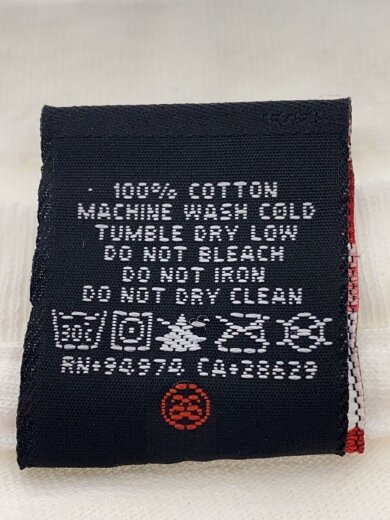 100% COTTON
MACHINE WASH COLD
TUMBLE DRY LOW
DO NOT BLEACH
DO NOT IRON
DO NOT DRY CLEAN
30°
RN+94974 CA+28629